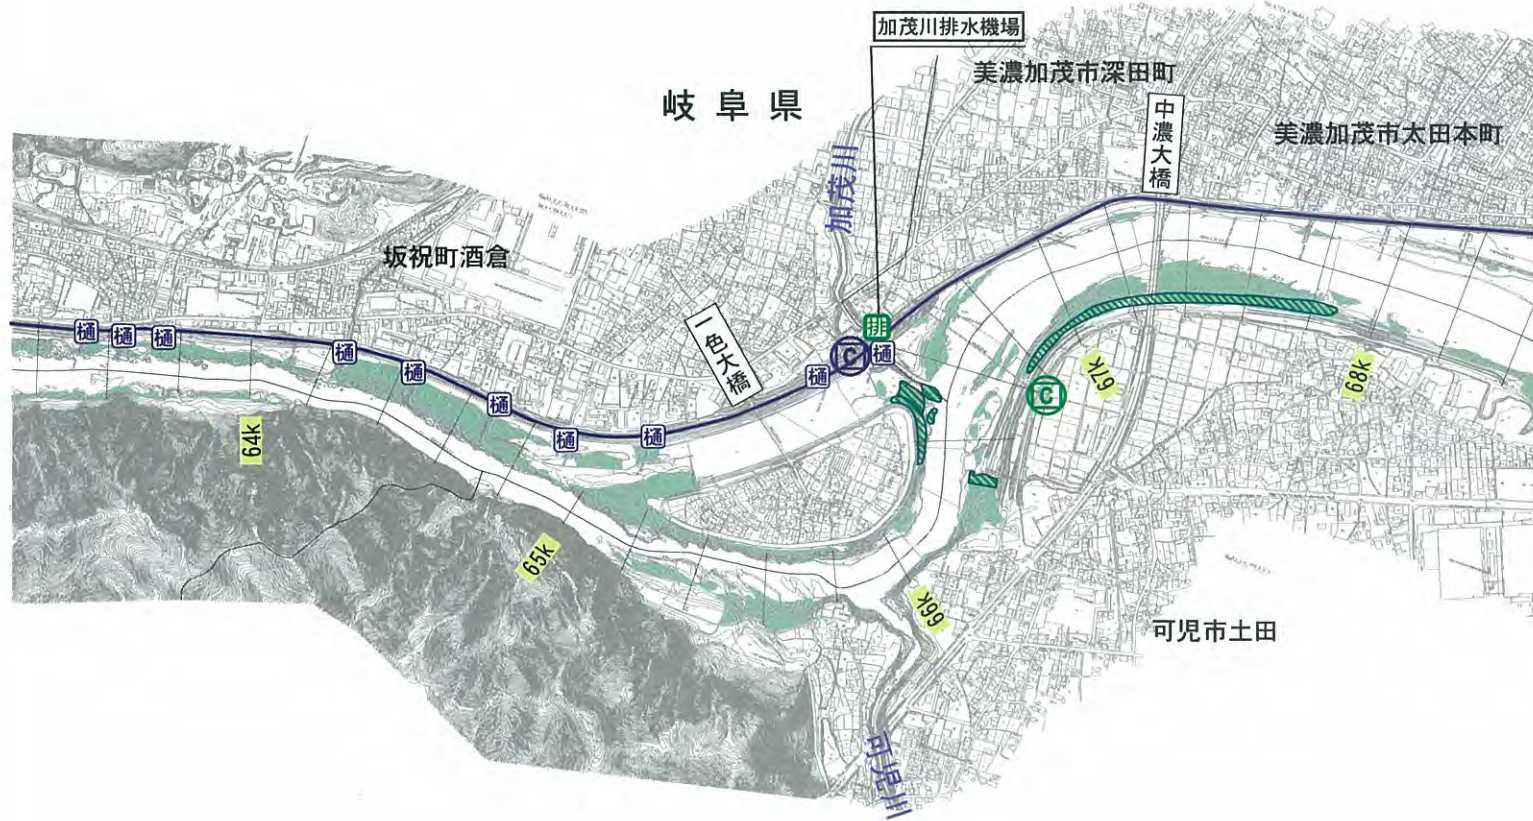 加茂川排水機場
岐阜県
美濃加茂市深田町
中濃大橋
美濃加茂市太田本町
加茂川
坂祝町酒倉
一色大橋
排
C
樋
樋
樋
樋
樋
樋
樋
樋
樋
樋
C
64k
65k
66k
67k
68k
可児市土田
可児川